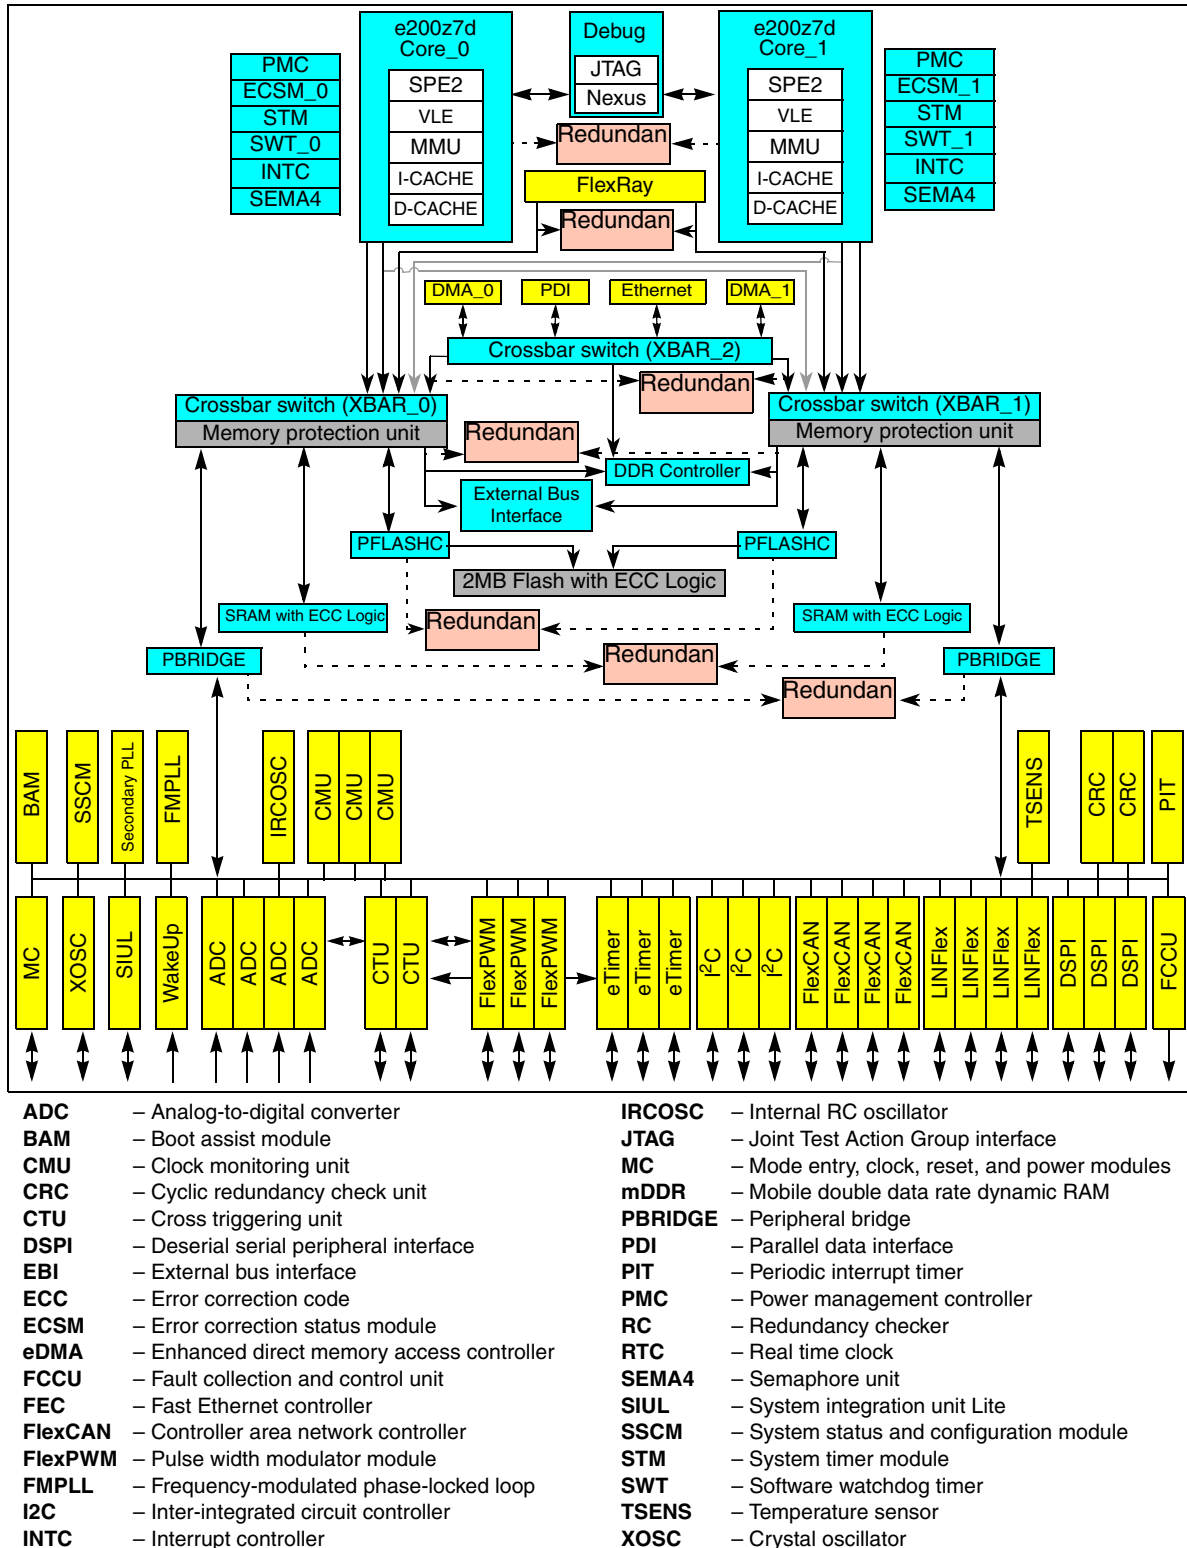 e200z7d
Core_0
SPE2
VLE
MMU
I-CACHE
D-CACHE
Debug
JTAG
Nexus
e200z7d
Core_1
SPE2
VLE
MMU
I-CACHE
D-CACHE
PMC
ECSM_0
STM
SWT_0
INTC
SEMA4
PMC
ECSM_1
STM
SWT_1
INTC
SEMA4
Redundan
FlexRay
Redundan
DMA_0
PDI
Ethernet
DMA_1
Crossbar switch (XBAR_2)
Redundan
Crossbar switch (XBAR_0)
Memory protection unit
Crossbar switch (XBAR_1)
Memory protection unit
Redundan
DDR Controller
External Bus
Interface
PFLASHC
PFLASHC
2MB Flash with ECC Logic
SRAM with ECC Logic
SRAM with ECC Logic
Redundan
PBRIDGE
Redundan
PBRIDGE
Redundan
BAM
SSCM
Secondary PLL
FMPLL
IRCOSC
CMU
CMU
CMU
TSENS
CRC
CRC
PIT
MC
XOSC
SIUL
WakeUp
ADC
ADC
ADC
ADC
CTU
CTU
FlexPWM
FlexPWM
FlexPWM
eTimer
eTimer
eTimer
I²C
I²C
I²C
FlexCAN
FlexCAN
FlexCAN
FlexCAN
LINFlex
LINFlex
LINFlex
LINFlex
DSPI
DSPI
DSPI
FCCU
ADC – Analog-to-digital converter
BAM – Boot assist module
CMU – Clock monitoring unit
CRC – Cyclic redundancy check unit
CTU – Cross triggering unit
DSPI – Deserial serial peripheral interface
EBI – External bus interface
ECC – Error correction code
ECSM – Error correction status module
eDMA – Enhanced direct memory access controller
FCCU – Fault collection and control unit
FEC – Fast Ethernet controller
FlexCAN – Controller area network controller
FlexPWM – Pulse width modulator module
FMPLL – Frequency-modulated phase-locked loop
I2C – Inter-integrated circuit controller
INTC – Interrupt controller
IRCOSC – Internal RC oscillator
JTAG – Joint Test Action Group interface
MC – Mode entry, clock, reset, and power modules
mDDR – Mobile double data rate dynamic RAM
PBRIDGE – Peripheral bridge
PDI – Parallel data interface
PIT – Periodic interrupt timer
PMC – Power management controller
RC – Redundancy checker
RTC – Real time clock
SEMA4 – Semaphore unit
SIUL – System integration unit Lite
SSCM – System status and configuration module
STM – System timer module
SWT – Software watchdog timer
TSENS – Temperature sensor
XOSC – Crystal oscillator